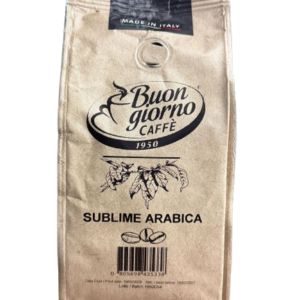 MADE IN ITALY
Buon
giorno
CAFFÈ
1950
SUBLIME ARABICA